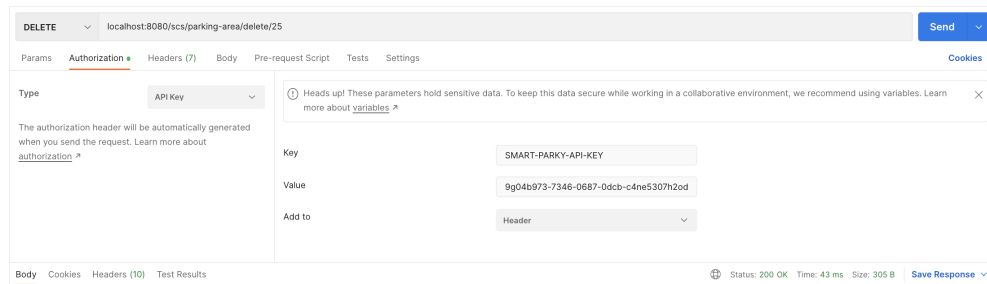 DELETE localhost:8080/scs/parking-area/delete/25 Send
Params Authorization Headers (7) Body Pre-request Script Tests Settings Cookies
Type API Key
The authorization header will be automatically generated
when you send the request. Learn more about
authorization ↗
Heads up! These parameters hold sensitive data. To keep this data secure while working in a collaborative environment, we recommend using variables. Learn
more about variables ↗
Key SMART-PARKY-API-KEY
Value 9g04b973-7346-0687-0dcb-c4ne5307h2od
Add to Header
Body Cookies Headers (10) Test Results Status: 200 OK Time: 43 ms Size: 305 B Save Response